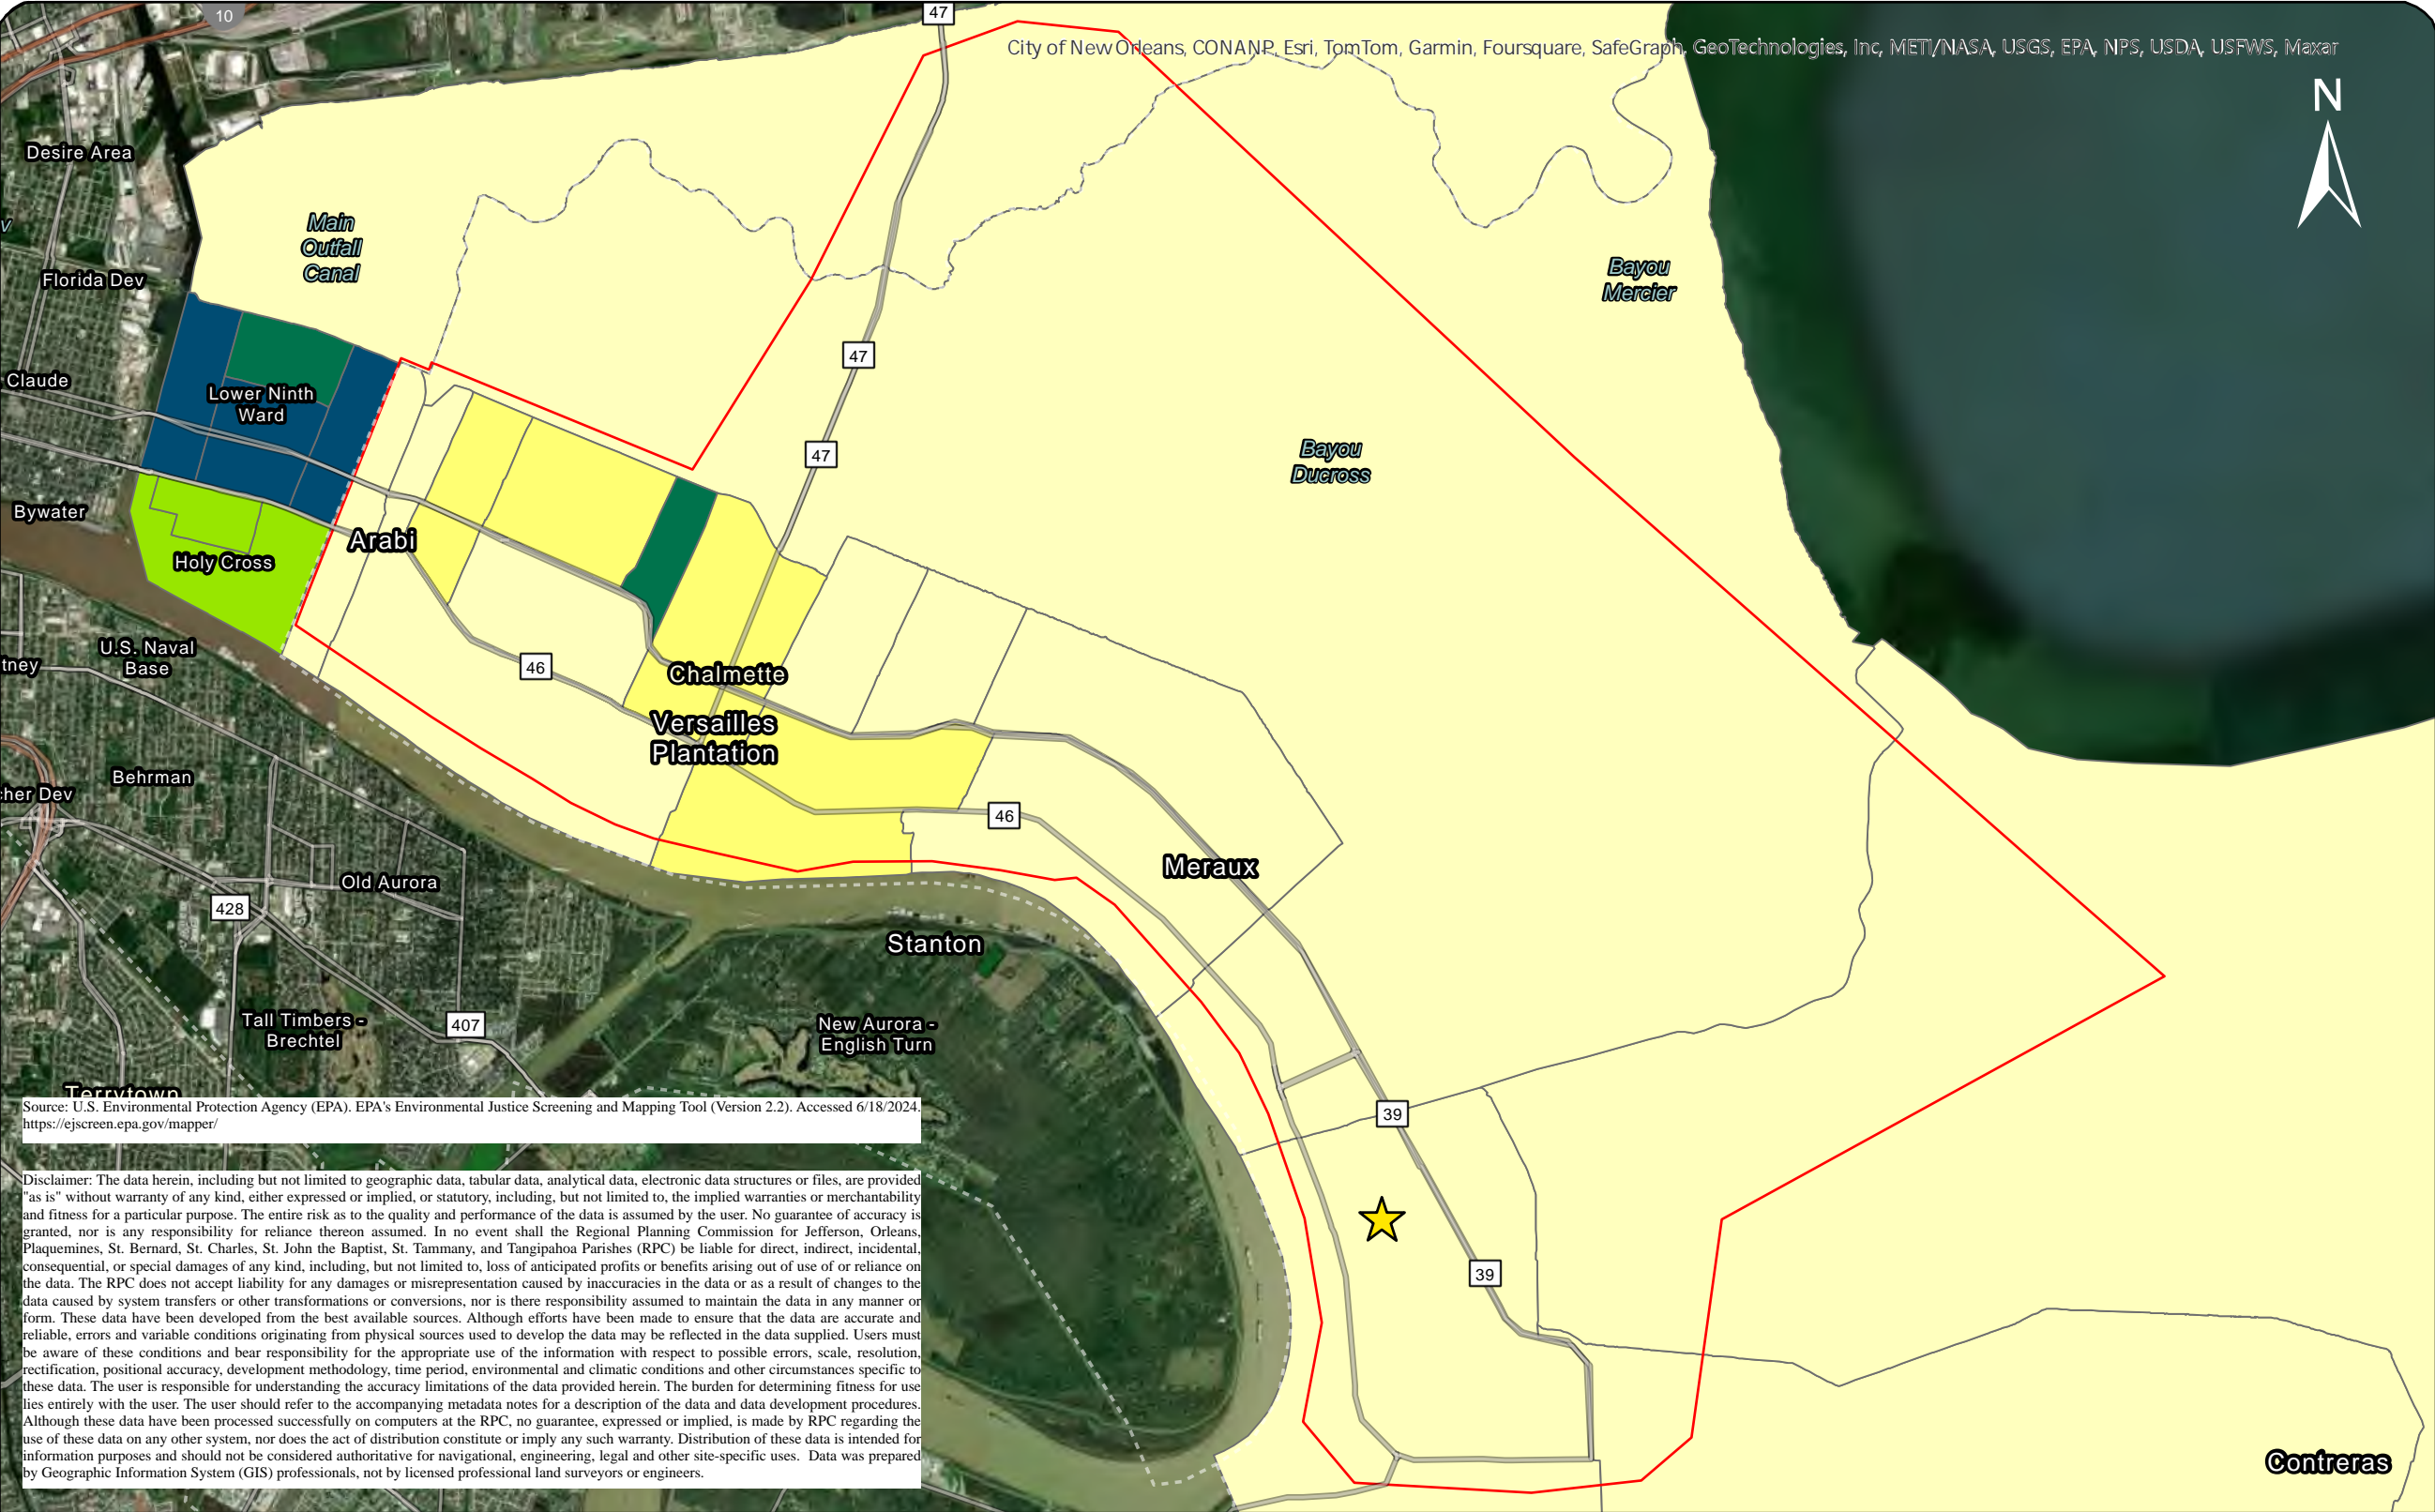 10
47
City of New Orleans, CONANP, Esri, TomTom, Garmin, Foursquare, SafeGraph, GeoTechnologies, Inc, METI/NASA, USGS, EPA, NPS, USDA, USFWS, Maxar
N
Desire Area
Main
Outfall
Canal
Florida Dev
Bayou
Mercier
47
Claude
Lower Ninth
Ward
47
Bayou
Ducross
Bywater
Arabi
Holy Cross
U.S. Naval
Base
tney
46
Chalmette
Versailles
Plantation
Behrman
cher Dev
46
Meraux
Old Aurora
428
Stanton
Tall Timbers -
Brechtel
407
New Aurora -
English Turn
Terrytown
39
39
Contreras
Source: U.S. Environmental Protection Agency (EPA). EPA's Environmental Justice Screening and Mapping Tool (Version 2.2). Accessed 6/18/2024.
https://ejscreen.epa.gov/mapper/
Disclaimer: The data herein, including but not limited to geographic data, tabular data, analytical data, electronic data structures or files, are provided
"as is" without warranty of any kind, either expressed or implied, or statutory, including, but not limited to, the implied warranties or merchantability
and fitness for a particular purpose. The entire risk as to the quality and performance of the data is assumed by the user. No guarantee of accuracy is
granted, nor is any responsibility for reliance thereon assumed. In no event shall the Regional Planning Commission for Jefferson, Orleans,
Plaquemines, St. Bernard, St. Charles, St. John the Baptist, St. Tammany, and Tangipahoa Parishes (RPC) be liable for direct, indirect, incidental,
consequential, or special damages of any kind, including, but not limited to, loss of anticipated profits or benefits arising out of use of or reliance on
the data. The RPC does not accept liability for any damages or misrepresentation caused by inaccuracies in the data or as a result of changes to the
data caused by system transfers or other transformations or conversions, nor is there responsibility assumed to maintain the data in any manner or
form. These data have been developed from the best available sources. Although efforts have been made to ensure that the data are accurate and
reliable, errors and variable conditions originating from physical sources used to develop the data may be reflected in the data supplied. Users must
be aware of these conditions and bear responsibility for the appropriate use of the information with respect to possible errors, scale, resolution,
rectification, positional accuracy, development methodology, time period, environmental and climatic conditions and other circumstances specific to
these data. The user is responsible for understanding the accuracy limitations of the data provided herein. The burden for determining fitness for use
lies entirely with the user. The user should refer to the accompanying metadata notes for a description of the data and data development procedures.
Although these data have been processed successfully on computers at the RPC, no guarantee, expressed or implied, is made by RPC regarding the
use of these data on any other system, nor does the act of distribution constitute or imply any such warranty. Distribution of these data is intended for
information purposes and should not be considered authoritative for navigational, engineering, legal and other site-specific uses. Data was prepared
by Geographic Information System (GIS) professionals, not by licensed professional land surveyors or engineers.